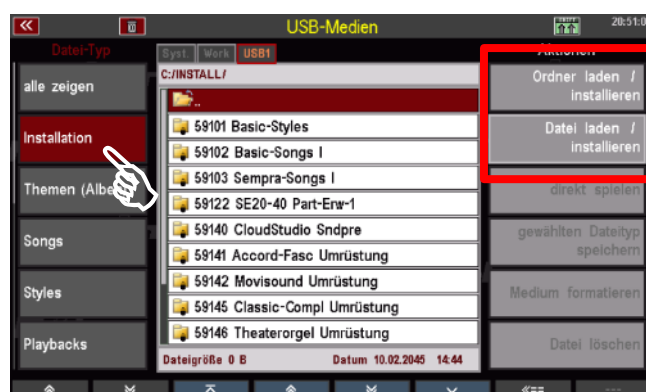 USB-Medien
20:51:0
Datei-Typ
Syst. Work USB1
Aktionen
C:/INSTALL/
alle zeigen
..
Ordner laden /
installieren
Installation
59101 Basic-Styles
59102 Basic-Songs I
Datei laden /
installieren
Themen (Albe
59103 Sempra-Songs I
59122 SE20-40 Part-Erw-1
direkt spielen
Songs
59140 CloudStudio Sndpre
59141 Accord-Fasc Umrüstung
gewählten Dateityp
speichern
Styles
59142 Movisound Umrüstung
59145 Classic-Compl Umrüstung
Medium formatieren
Playbacks
59146 Theaterorgel Umrüstung
Datei löschen
Dateigröße 0 B Datum 10.02.2045 14:44